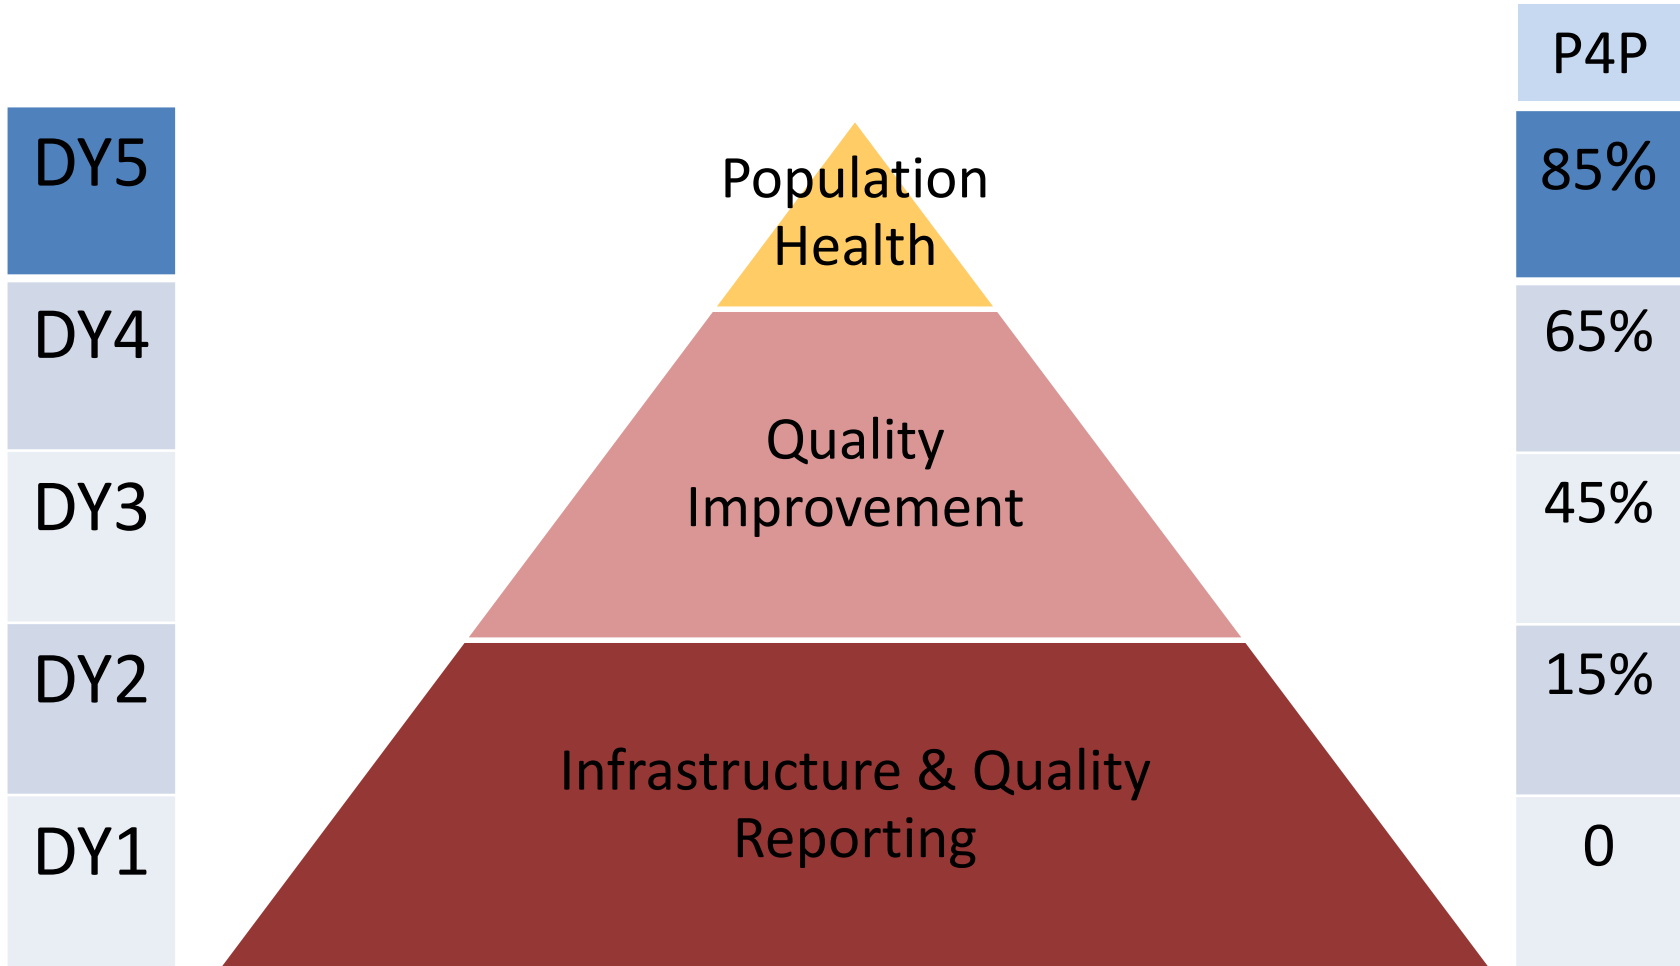 P4P
DY5
Population
Health
85%
DY4
65%
Quality
Improvement
DY3
45%
DY2
15%
Infrastructure & Quality
Reporting
DY1
0